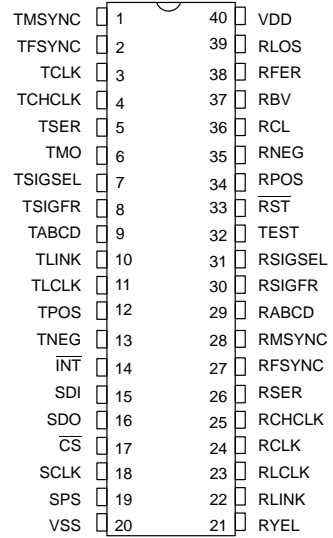 TMSYNC 1 40 VDD
TFSYNC 2 39 RLOS
TCLK 3 38 RFER
TCHCLK 4 37 RBV
TSER 5 36 RCL
TMO 6 35 RNEG
TSIGSEL 7 34 RPOS
TSIGFR 8 33 R̅S̅T̅
TABCD 9 32 TEST
TLINK 10 31 RSIGSEL
TLCLK 11 30 RSIGFR
TPOS 12 29 RABCD
TNEG 13 28 RMSYNC
I̅N̅T̅ 14 27 RFSYNC
SDI 15 26 RSER
SDO 16 25 RCHCLK
C̅S̅ 17 24 RCLK
SCLK 18 23 RLCLK
SPS 19 22 RLINK
VSS 20 21 RYEL